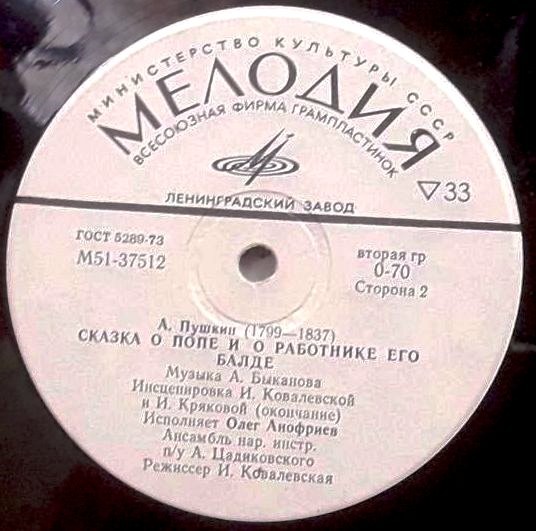 МИНИСТЕРСТВО КУЛЬТУРЫ СССР
МЕЛОДИЯ
ВСЕСОЮЗНАЯ ФИРМА ГРАМПЛАСТИНОК
ЛЕНИНГРАДСКИЙ ЗАВОД
▽33
ГОСТ 5289-73
М51-37512
вторая гр
0-70
Сторона 2
А. Пушкин (1799—1837)
СКАЗКА О ПОПЕ И О РАБОТНИКЕ ЕГО
БАЛДЕ
Музыка А. Быканова
Инсценировка И. Ковалевской
и И. Кряковой (окончание)
Исполняет Олег Анофриев
Ансамбль нар. инстр.
п/у А. Цадиковского
Режиссер И. Ковалевская